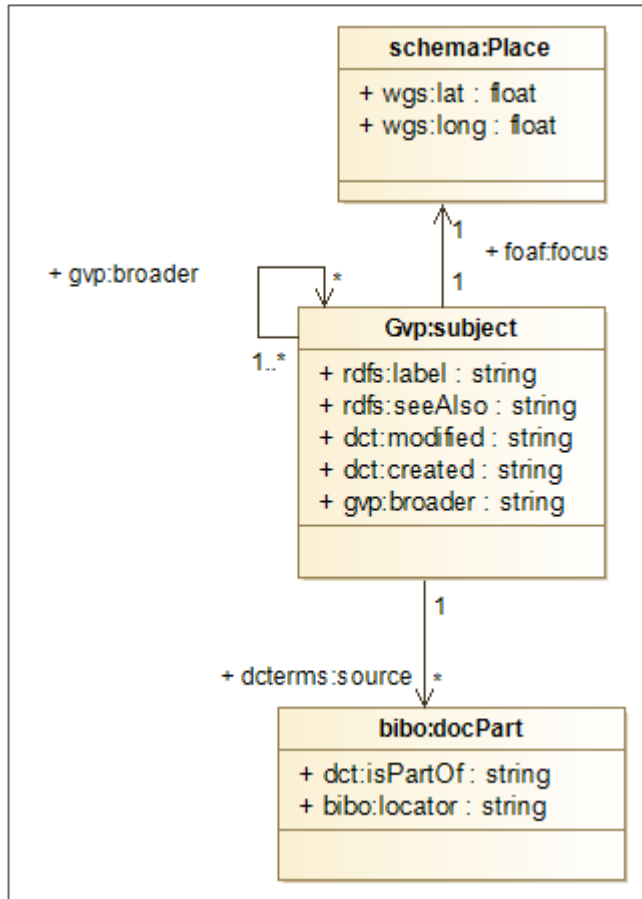 schema:Place
+ wgs:lat : float
+ wgs:long : float
1
+ foaf:focus
+ gvp:broader
*
1
1..*
Gvp:subject
+ rdfs:label : string
+ rdfs:seeAlso : string
+ dct:modified : string
+ dct:created : string
+ gvp:broader : string
1
+ dcterms:source
*
bibo:docPart
+ dct:isPartOf : string
+ bibo:locator : string